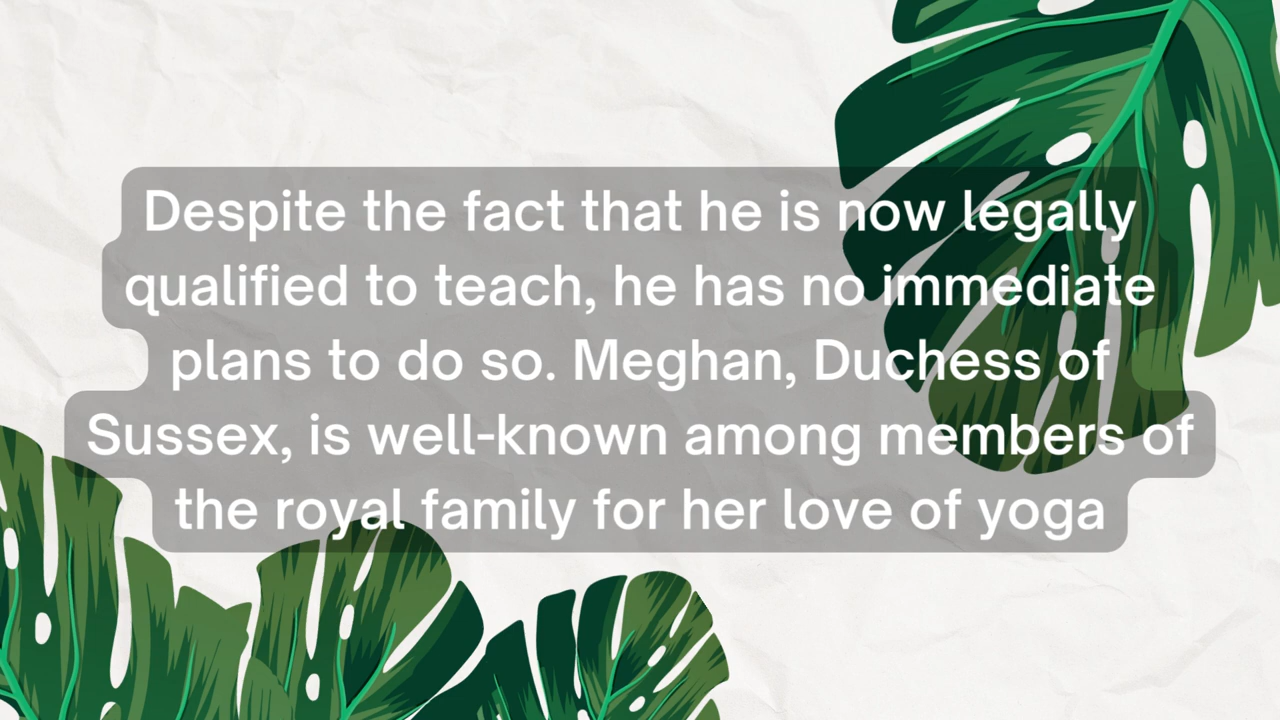 Despite the fact that he is now legally
qualified to teach, he has no immediate
plans to do so. Meghan, Duchess of
Sussex, is well-known among members of
the royal family for her love of yoga